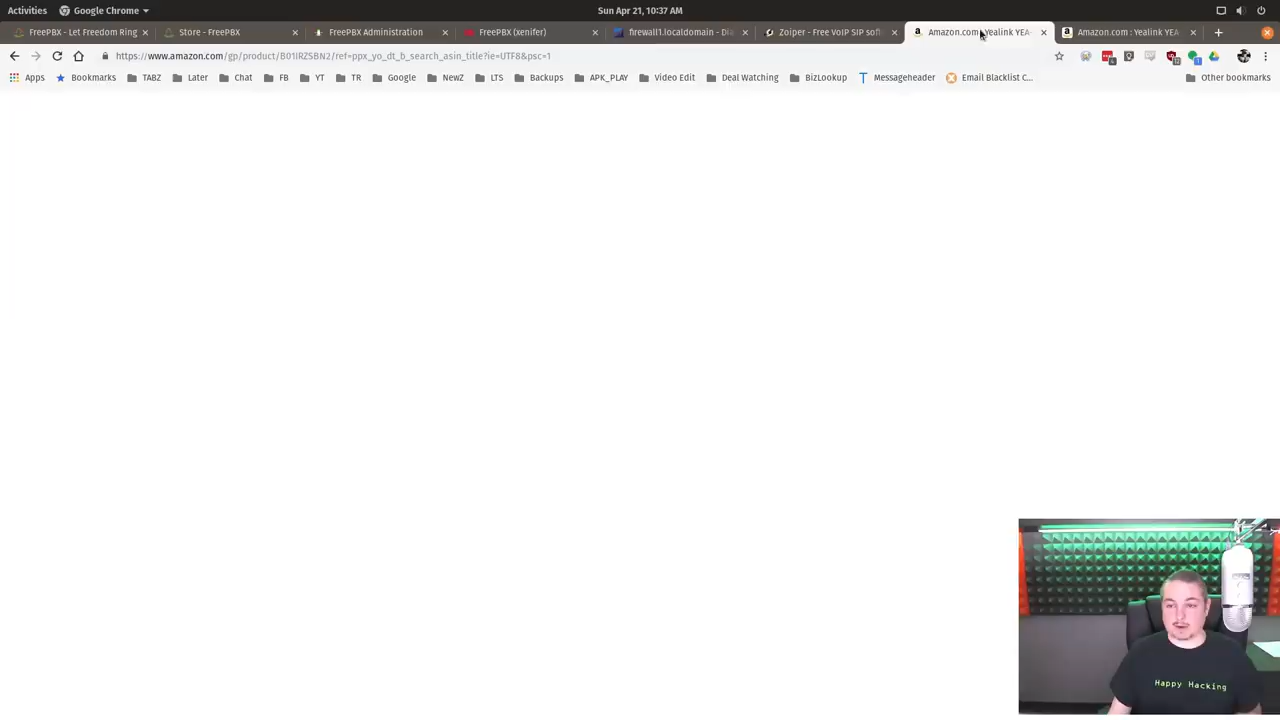 Activities
Google Chrome
Sun Apr 21, 10:37 AM
FreePBX - Let Freedom Ring
Store - FreePBX
FreePBX Administration
FreePBX (xenifer)
firewall1.localdomain - Dia
Zoiper - Free VoIP SIP soft
Amazon.com : Yealink YEA-
Amazon.com : Yealink YEA
https://www.amazon.com/gp/product/B01IRZSBN2/ref=ppx_yo_dt_b_search_asin_title?ie=UTF8&psc=1
Apps
Bookmarks
TABZ
Later
Chat
FB
YT
TR
Google
NewZ
LTS
Backups
APK_PLAY
Video Edit
Deal Watching
BizLookup
Messageheader
Email Blacklist C...
Other bookmarks
Happy Hacking